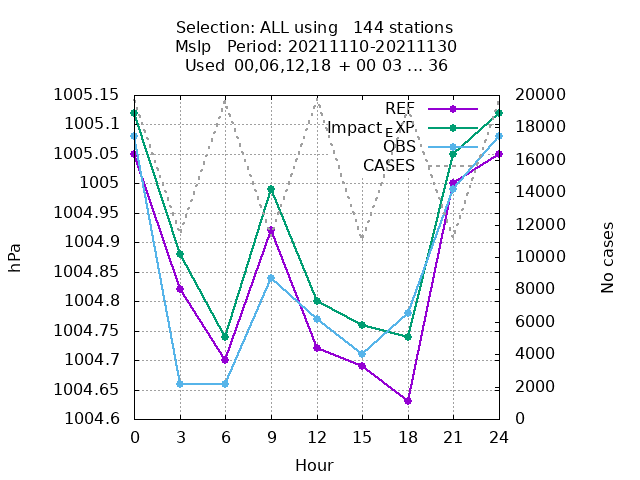 Selection: ALL using   144 stations
Mslp   Period: 20211110-20211130
Used  00,06,12,18  + 00 03 ... 36
1005.15
1005.1
1005.05
1005
1004.95
1004.9
1004.85
1004.8
1004.75
1004.7
1004.65
1004.6
hPa
REF
Impact_EXP
OBS
CASES
20000
18000
16000
14000
12000
10000
8000
6000
4000
2000
0
No cases
0 3 6 9 12 15 18 21 24
Hour